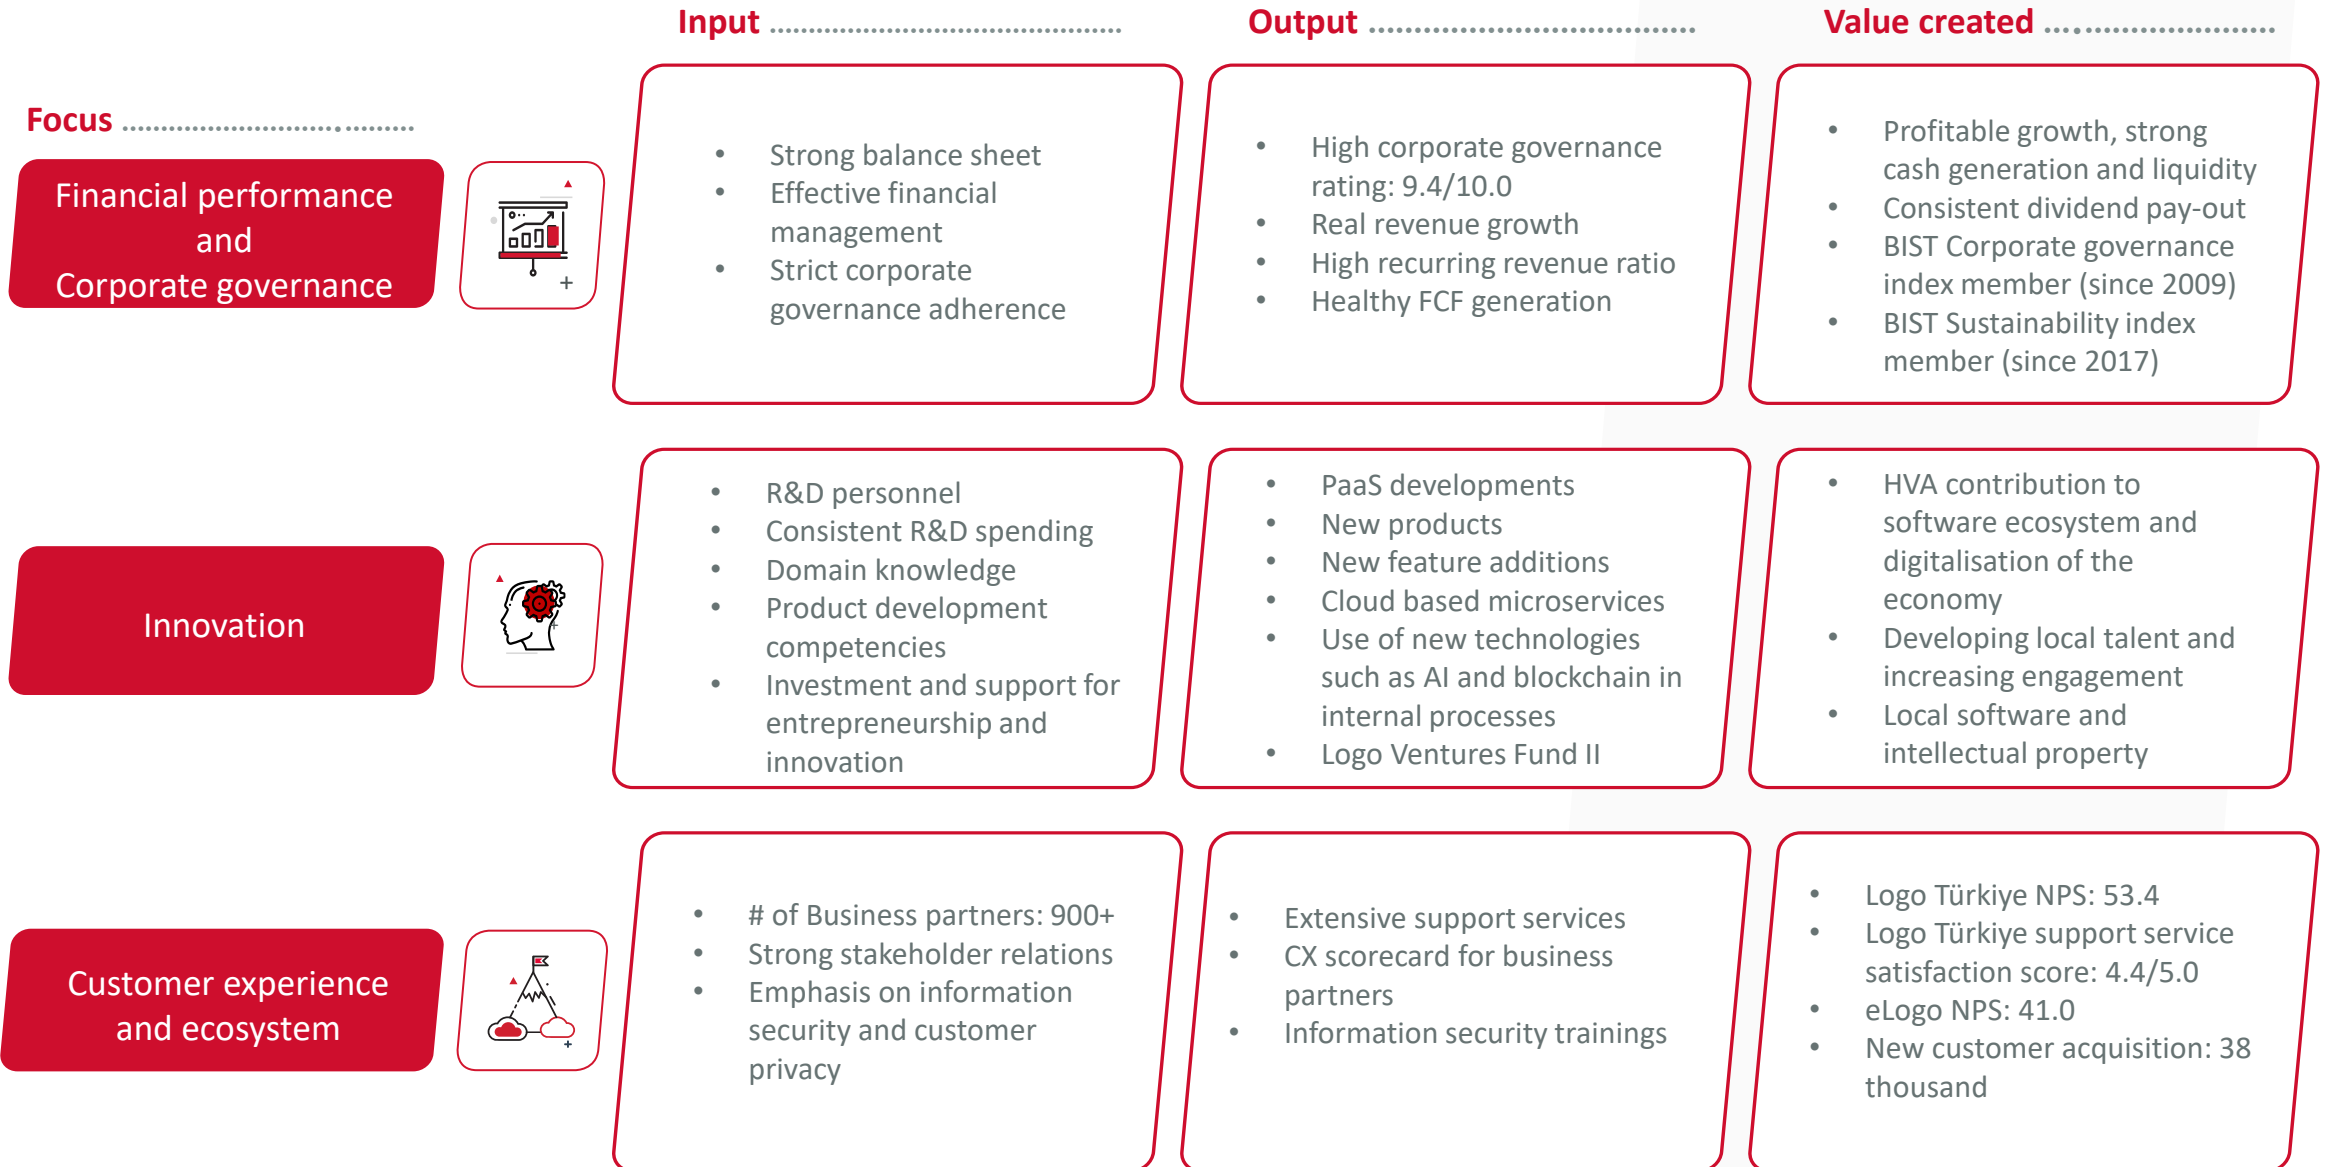 Input
Output
Value created
Focus
Financial performance
and
Corporate governance
• Strong balance sheet
• Effective financial
management
• Strict corporate
governance adherence
• High corporate governance
rating: 9.4/10.0
• Real revenue growth
• High recurring revenue ratio
• Healthy FCF generation
• Profitable growth, strong
cash generation and liquidity
• Consistent dividend pay-out
• BIST Corporate governance
index member (since 2009)
• BIST Sustainability index
member (since 2017)
Innovation
• R&D personnel
• Consistent R&D spending
• Domain knowledge
• Product development
competencies
• Investment and support for
entrepreneurship and
innovation
• PaaS developments
• New products
• New feature additions
• Cloud based microservices
• Use of new technologies
such as AI and blockchain in
internal processes
• Logo Ventures Fund II
• HVA contribution to
software ecosystem and
digitalisation of the
economy
• Developing local talent and
increasing engagement
• Local software and
intellectual property
Customer experience
and ecosystem
• # of Business partners: 900+
• Strong stakeholder relations
• Emphasis on information
security and customer
privacy
• Extensive support services
• CX scorecard for business
partners
• Information security trainings
• Logo Türkiye NPS: 53.4
• Logo Türkiye support service
satisfaction score: 4.4/5.0
• eLogo NPS: 41.0
• New customer acquisition: 38
thousand